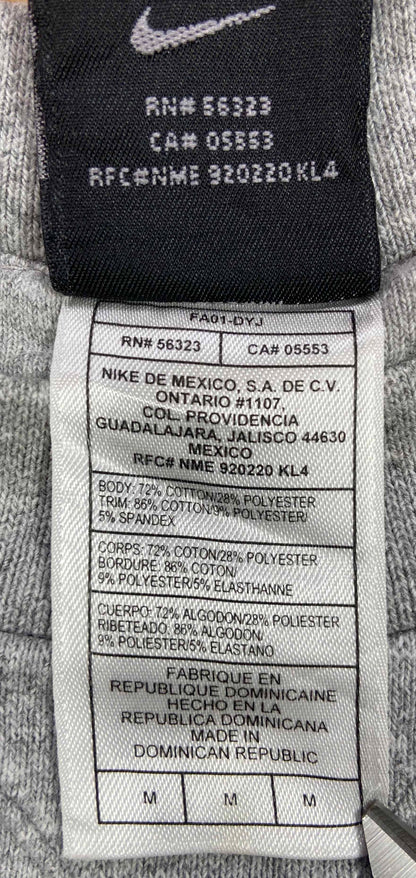 RN# 56323
CA# 05553
RFC#NME 920220 KL4
FA01-DYJ
RN# 56323 CA# 05553
NIKE DE MEXICO, S.A. DE C.V.
ONTARIO #1107,
COL. PROVIDENCIA
GUADALAJARA, JALISCO 44630
MEXICO
RFC# NME 920220 KL4
BODY: 72% COTTON/28% POLYESTER
TRIM: 86% COTTON/9% POLYESTER/
5% SPANDEX
CORPS: 72% COTON/28% POLYESTER
BORDURE: 86% COTON/
9% POLYESTER/5% ELASTHANNE
CUERPO: 72% ALGODON/28% POLIESTER
RIBETEADO: 86% ALGODON/
9% POLIESTER/5% ELASTANO
FABRIQUE EN
REPUBLIQUE DOMINICAINE
HECHO EN LA
REPUBLICA DOMINICANA
MADE IN
DOMINICAN REPUBLIC
M M M